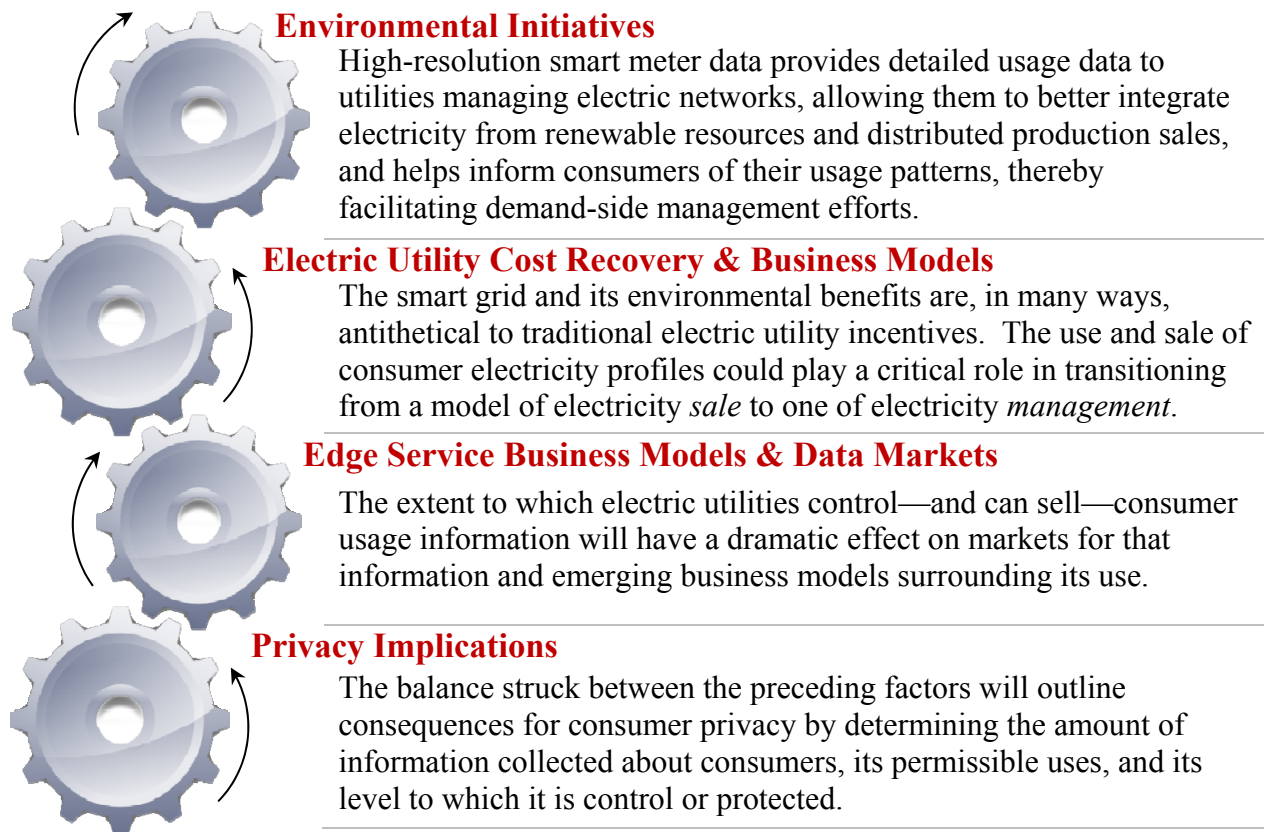 Environmental Initiatives
High-resolution smart meter data provides detailed usage data to
utilities managing electric networks, allowing them to better integrate
electricity from renewable resources and distributed production sales,
and helps inform consumers of their usage patterns, thereby
facilitating demand-side management efforts.
Electric Utility Cost Recovery & Business Models
The smart grid and its environmental benefits are, in many ways,
antithetical to traditional electric utility incentives.  The use and sale of
consumer electricity profiles could play a critical role in transitioning
from a model of electricity sale to one of electricity management.
Edge Service Business Models & Data Markets
The extent to which electric utilities control—and can sell—consumer
usage information will have a dramatic effect on markets for that
information and emerging business models surrounding its use.
Privacy Implications
The balance struck between the preceding factors will outline
consequences for consumer privacy by determining the amount of
information collected about consumers, its permissible uses, and its
level to which it is control or protected.